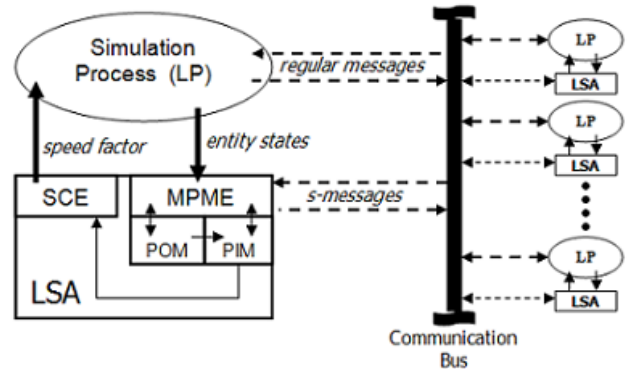 Simulation
Process (LP)
regular messages
speed factor
entity states
SCE
MPME
s-messages
POM
PIM
LSA
LP
LSA
LP
LSA
LP
LSA
Communication
Bus